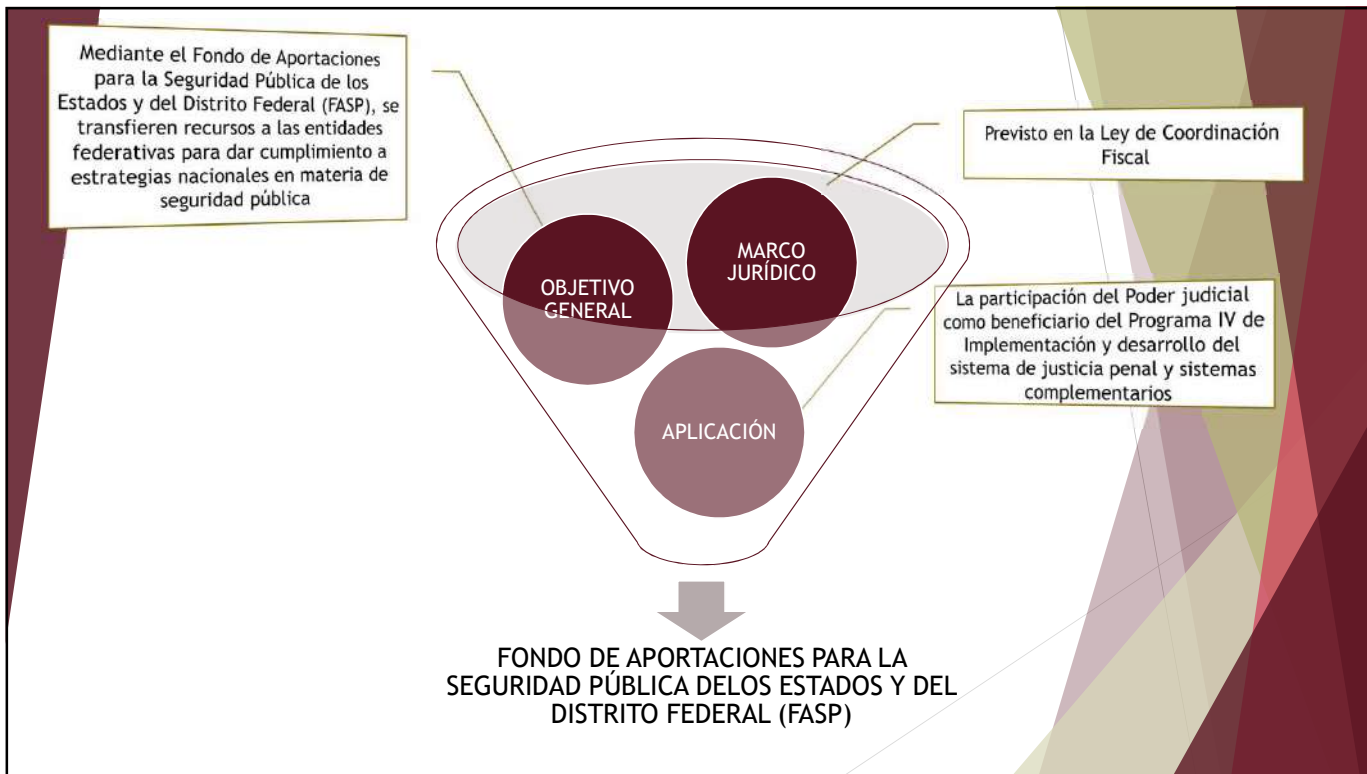 Mediante el Fondo de Aportaciones
para la Seguridad Pública de los
Estados y del Distrito Federal (FASP), se
transfieren recursos a las entidades
federativas para dar cumplimiento a
estrategias nacionales en materia de
seguridad pública
Previsto en la Ley de Coordinación
Fiscal
MARCO
JURÍDICO
OBJETIVO
GENERAL
La participación del Poder judicial
como beneficiario del Programa IV de
Implementación y desarrollo del
sistema de justicia penal y sistemas
complementarios
APLICACIÓN
FONDO DE APORTACIONES PARA LA
SEGURIDAD PÚBLICA DELOS ESTADOS Y DEL
DISTRITO FEDERAL (FASP)